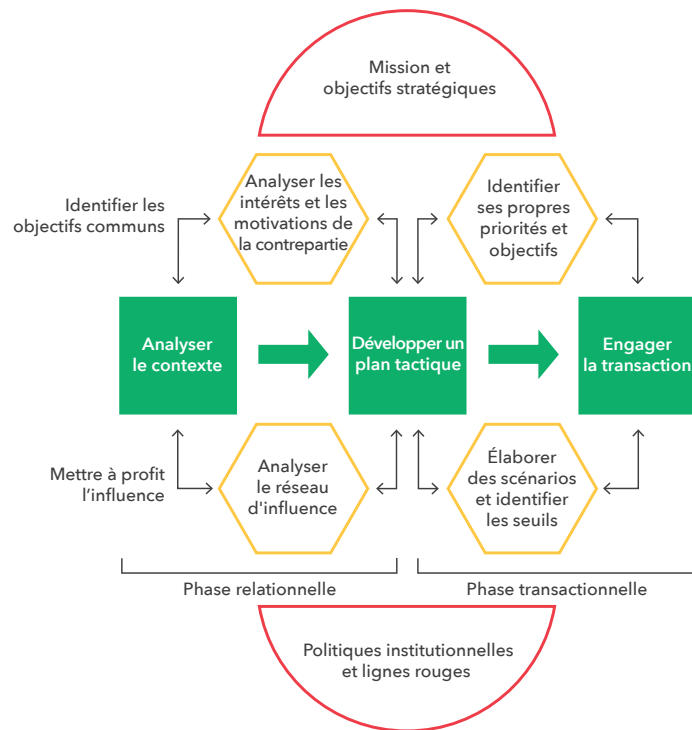 Mission et
objectifs stratégiques
Identifier les
objectifs communs
Analyser les
intérêts et les
motivations de
la contrepartie
Identifier
ses propres
priorités et
objectifs
Analyser
le contexte
Développer un
plan tactique
Engager
la transaction
Mettre à profit
l'influence
Analyser
le réseau
d'influence
Élaborer
des scénarios
et identifier
les seuils
Phase relationnelle
Phase transactionnelle
Politiques institutionnelles
et lignes rouges